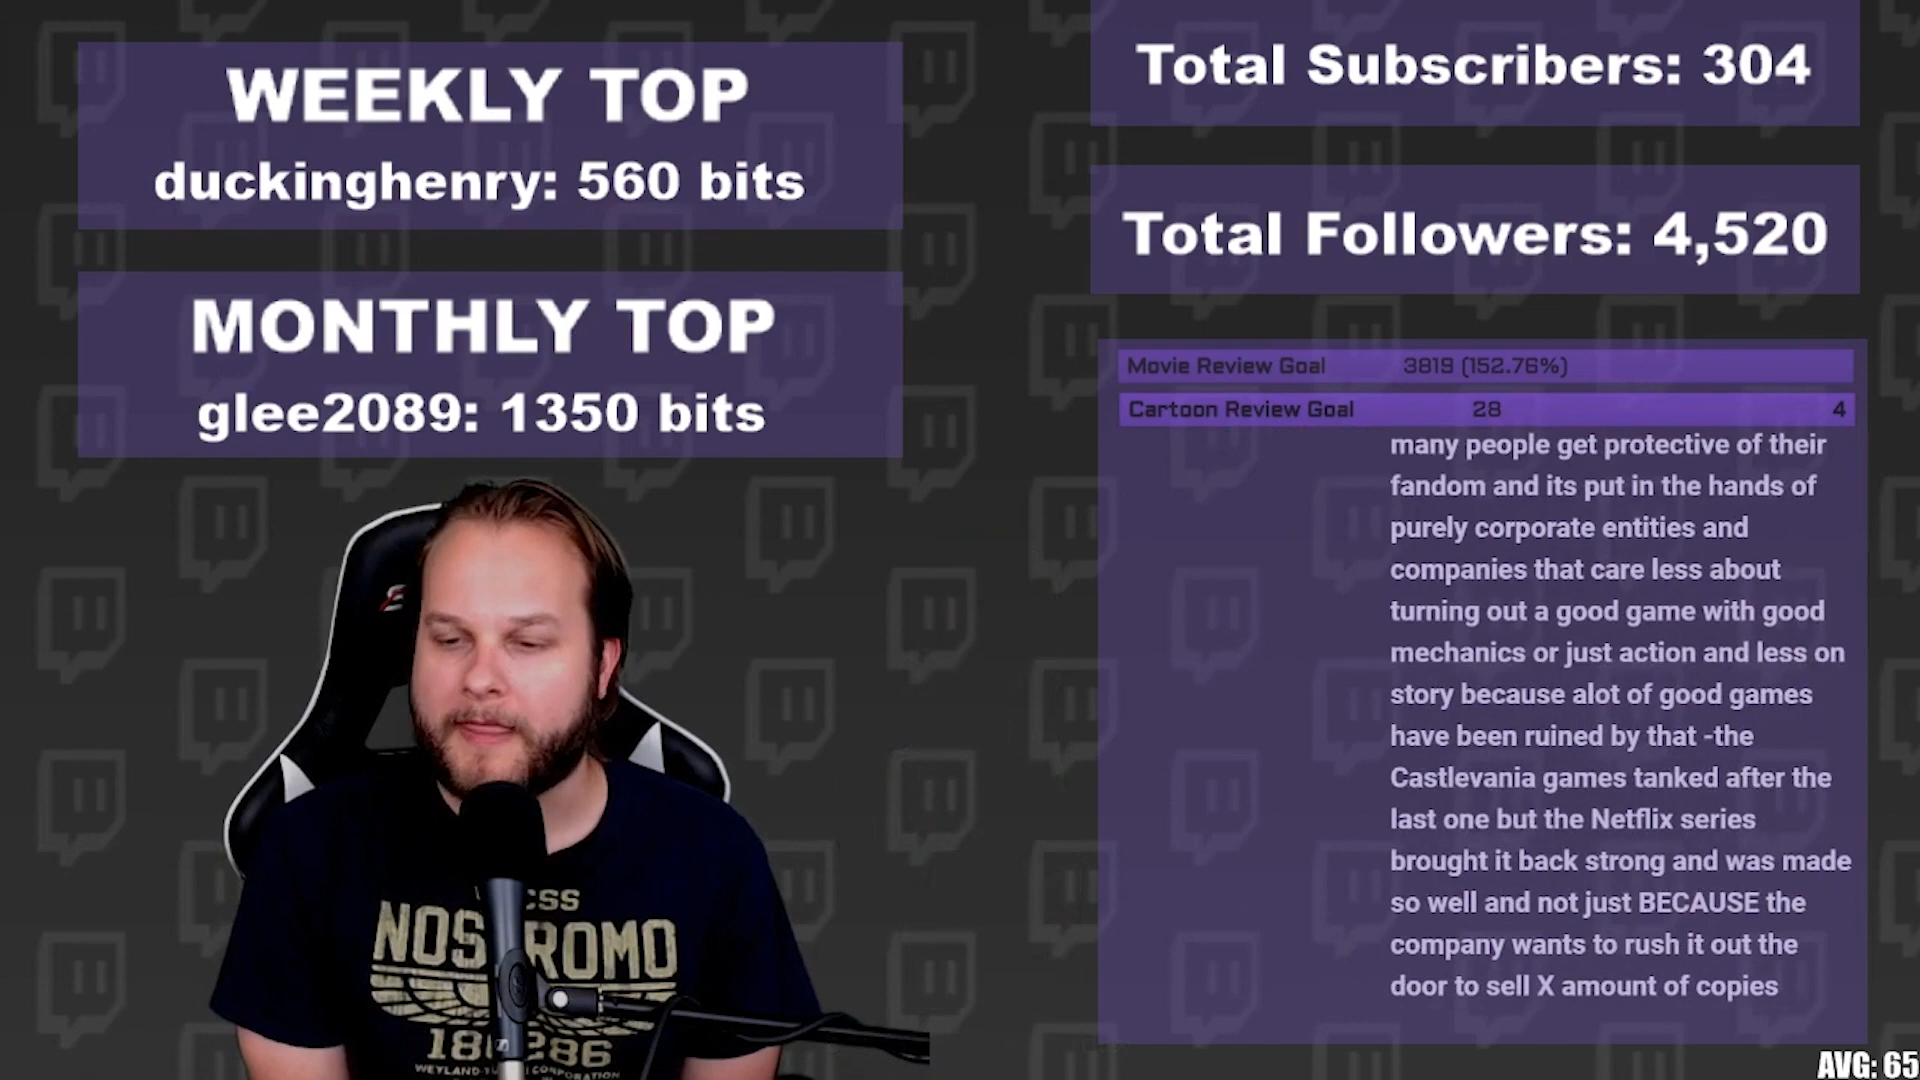 WEEKLY TOP
duckinghenry: 560 bits
MONTHLY TOP
glee2089: 1350 bits
Total Subscribers: 304
Total Followers: 4,520
Movie Review Goal 3819 (152.76%)
Cartoon Review Goal 28 4
many people get protective of their
fandom and its put in the hands of
purely corporate entities and
companies that care less about
turning out a good game with good
mechanics or just action and less on
story because alot of good games
have been ruined by that -the
Castlevania games tanked after the
last one but the Netflix series
brought it back strong and was made
so well and not just BECAUSE the
company wants to rush it out the
door to sell X amount of copies
CSS
NOS ROMO
18 286
WEYLAND CORPORATION
AVG: 65